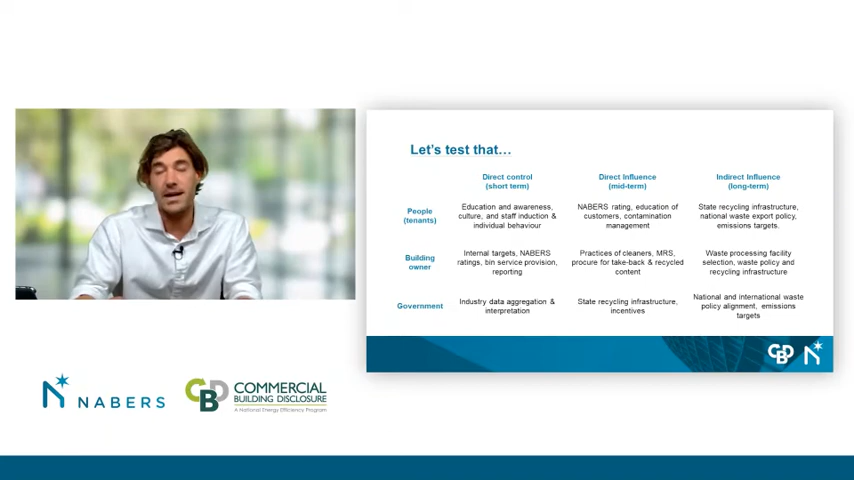 Let's test that…
Direct control
(short term)
Direct Influence
(mid-term)
Indirect Influence
(long-term)
People
(tenants)
Education and awareness,
culture, and staff induction &
individual behaviour
NABERS rating, education of
customers, contamination
management
State recycling infrastructure,
national waste export policy,
emissions targets.
Building
owner
Internal targets, NABERS
ratings, bin service provision,
reporting
Practices of cleaners, MRS,
procure for take-back & recycled
content
Waste processing facility
selection, waste policy and
recycling infrastructure
Government
Industry data aggregation &
interpretation
State recycling infrastructure,
incentives
National and international waste
policy alignment, emissions
targets
CBD N
N NABERS
CBD COMMERCIAL
BUILDING DISCLOSURE
A National Energy Efficiency Program